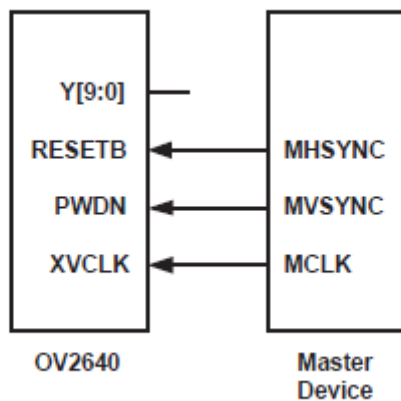 Y[9:0]
RESETB MHSYNC
PWDN MVSYNC
XVCLK MCLK
OV2640 Master
Device